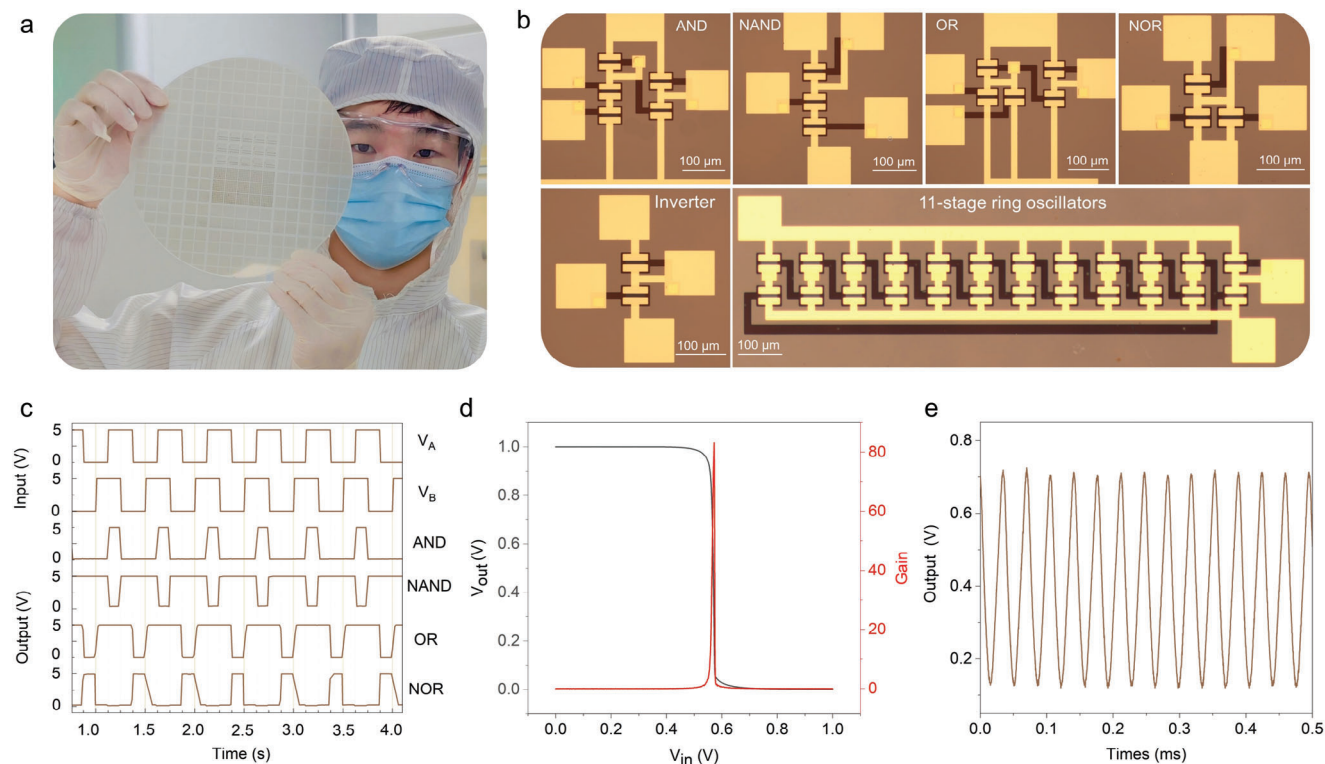 a
b
AND
NAND
OR
NOR
100 μm
100 μm
100 μm
100 μm
Inverter
11-stage ring oscillators
100 μm
100 μm
c
d
e
Input (V)
Output (V)
5
0
5
0
5
0
5
0
5
0
5
0
V_A
V_B
AND
NAND
OR
NOR
1.0 1.5 2.0 2.5 3.0 3.5 4.0
Time (s)
V_out (V)
1.0
0.8
0.6
0.4
0.2
0.0
0.0 0.2 0.4 0.6 0.8 1.0
V_in (V)
80
60
40
20
0
Gain
Output (V)
0.8
0.6
0.4
0.2
0.0 0.1 0.2 0.3 0.4 0.5
Times (ms)